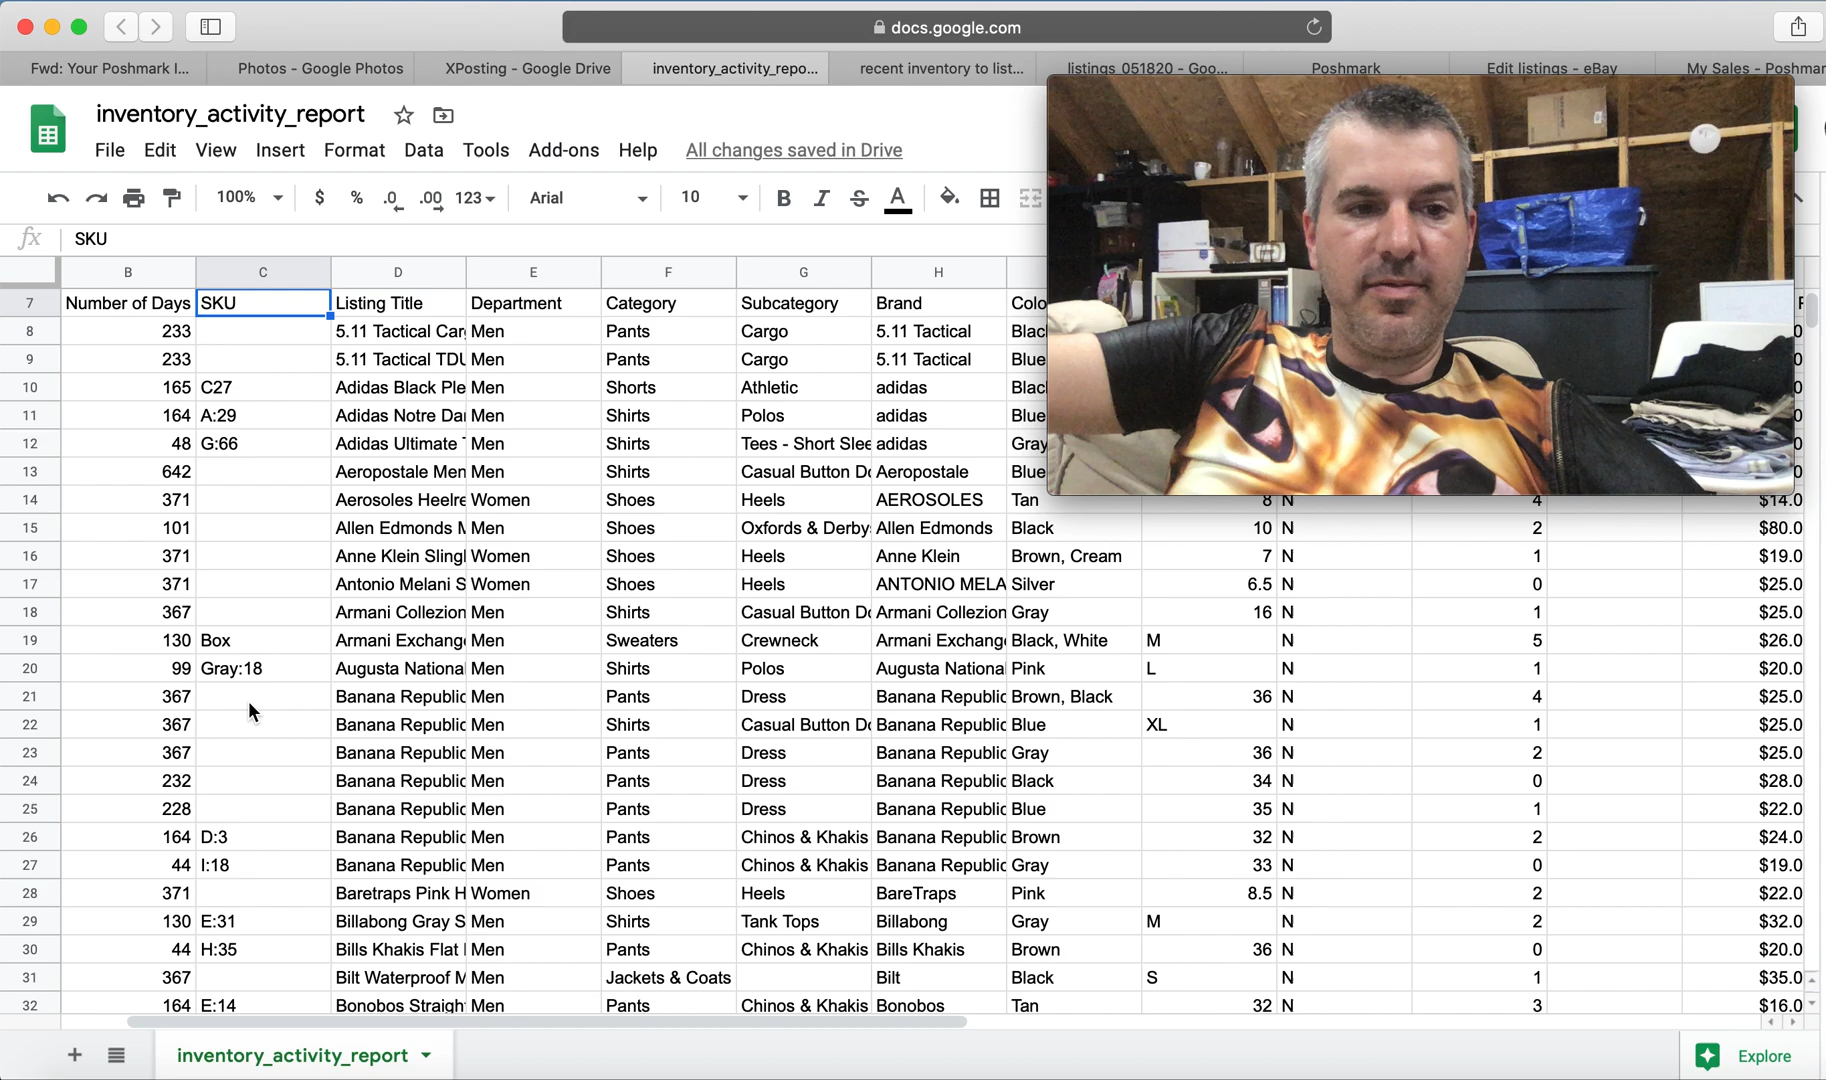 docs.google.com
Fwd: Your Poshmark I... Photos - Google Photos XPosting - Google Drive inventory_activity_repo... recent inventory to list... listings_051820 - Goo... Poshmark Edit listings - eBay My Sales - Poshmar
inventory_activity_report
File Edit View Insert Format Data Tools Add-ons Help All changes saved in Drive
100% $ % .0 .00 123 Arial 10 B I S A
fx SKU
B C D E F G H
7 Number of Days SKU Listing Title Department Category Subcategory Brand Colo
8 233 5.11 Tactical Car Men Pants Cargo 5.11 Tactical Blac
9 233 5.11 Tactical TDU Men Pants Cargo 5.11 Tactical Blue
10 165 C27 Adidas Black Ple Men Shorts Athletic adidas Blac
11 164 A:29 Adidas Notre Da Men Shirts Polos adidas Blue
12 48 G:66 Adidas Ultimate Men Shirts Tees - Short Slee adidas Gray
13 642 Aeropostale Men Men Shirts Casual Button Do Aeropostale Blue
14 371 Aerosoles Heelre Women Shoes Heels AEROSOLES Tan 8 N 4 $14.0
15 101 Allen Edmonds M Men Shoes Oxfords & Derby Allen Edmonds Black 10 N 2 $80.0
16 371 Anne Klein Slingl Women Shoes Heels Anne Klein Brown, Cream 7 N 1 $19.0
17 371 Antonio Melani S Women Shoes Heels ANTONIO MELA Silver 6.5 N 0 $25.0
18 367 Armani Collezion Men Shirts Casual Button Do Armani Collezion Gray 16 N 1 $25.0
19 130 Box Armani Exchang Men Sweaters Crewneck Armani Exchang Black, White M N 5 $26.0
20 99 Gray:18 Augusta National Men Shirts Polos Augusta National Pink L N 1 $20.0
21 367 Banana Republic Men Pants Dress Banana Republic Brown, Black 36 N 4 $25.0
22 367 Banana Republic Men Shirts Casual Button Do Banana Republic Blue XL N 1 $25.0
23 367 Banana Republic Men Pants Dress Banana Republic Gray 36 N 2 $25.0
24 232 Banana Republic Men Pants Dress Banana Republic Black 34 N 0 $28.0
25 228 Banana Republic Men Pants Dress Banana Republic Blue 35 N 1 $22.0
26 164 D:3 Banana Republic Men Pants Chinos & Khakis Banana Republic Brown 32 N 2 $24.0
27 44 I:18 Banana Republic Men Pants Chinos & Khakis Banana Republic Gray 33 N 0 $19.0
28 371 Baretraps Pink H Women Shoes Heels BareTraps Pink 8.5 N 2 $22.0
29 130 E:31 Billabong Gray S Men Shirts Tank Tops Billabong Gray M N 2 $32.0
30 44 H:35 Bills Khakis Flat Men Pants Chinos & Khakis Bills Khakis Brown 36 N 0 $20.0
31 367 Bilt Waterproof M Men Jackets & Coats Bilt Black S N 1 $35.0
32 164 E:14 Bonobos Straigh Men Pants Chinos & Khakis Bonobos Tan 32 N 3 $16.0
inventory_activity_report Explore